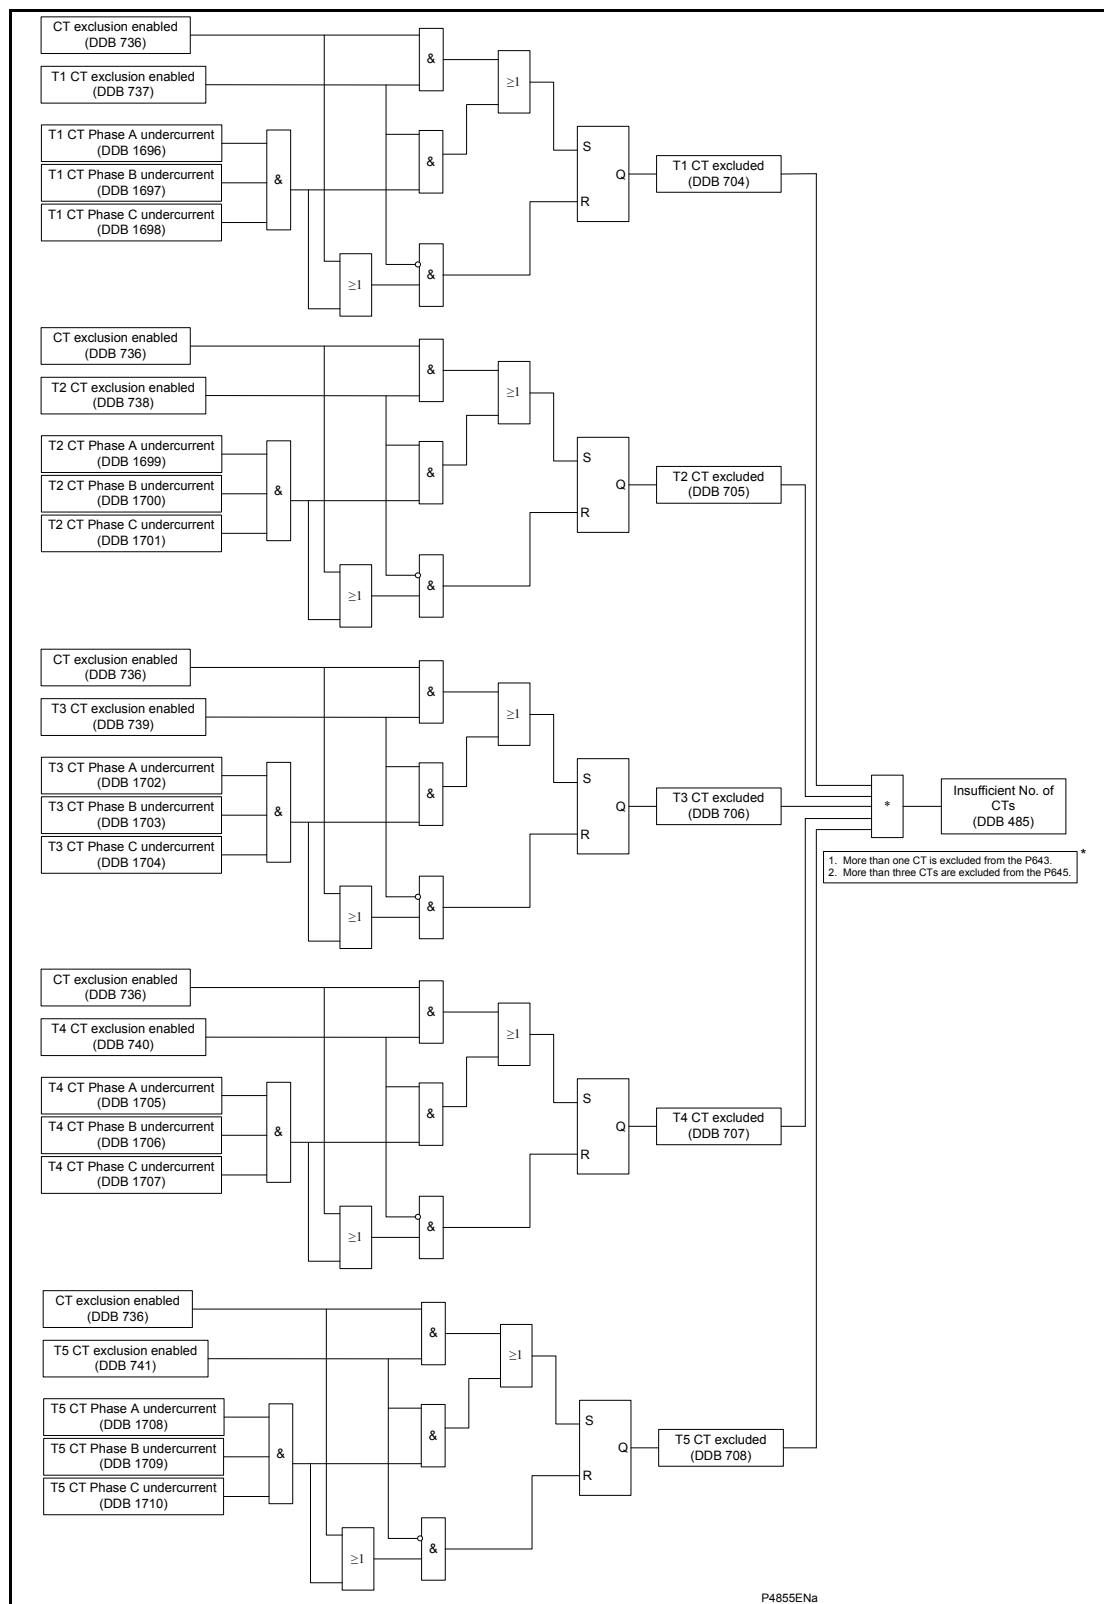 CT exclusion enabled
(DDB 736)
&
≥1
T1 CT exclusion enabled
(DDB 737)
T1 CT Phase A undercurrent
(DDB 1696)
&
S
T1 CT Phase B undercurrent
(DDB 1697)
&
Q
T1 CT excluded
(DDB 704)
T1 CT Phase C undercurrent
(DDB 1698)
R
≥1
&
CT exclusion enabled
(DDB 736)
&
≥1
T2 CT exclusion enabled
(DDB 738)
T2 CT Phase A undercurrent
(DDB 1699)
&
S
T2 CT Phase B undercurrent
(DDB 1700)
&
Q
T2 CT excluded
(DDB 705)
T2 CT Phase C undercurrent
(DDB 1701)
R
≥1
&
CT exclusion enabled
(DDB 736)
&
≥1
T3 CT exclusion enabled
(DDB 739)
T3 CT Phase A undercurrent
(DDB 1702)
&
S
T3 CT Phase B undercurrent
(DDB 1703)
&
Q
T3 CT excluded
(DDB 706)
*
Insufficient No. of
CTs
(DDB 485)
T3 CT Phase C undercurrent
(DDB 1704)
R
*
1. More than one CT is excluded from the P643.
2. More than three CTs are excluded from the P645.
≥1
&
CT exclusion enabled
(DDB 736)
&
≥1
T4 CT exclusion enabled
(DDB 740)
T4 CT Phase A undercurrent
(DDB 1705)
&
S
T4 CT Phase B undercurrent
(DDB 1706)
&
Q
T4 CT excluded
(DDB 707)
T4 CT Phase C undercurrent
(DDB 1707)
R
≥1
&
CT exclusion enabled
(DDB 736)
&
≥1
T5 CT exclusion enabled
(DDB 741)
T5 CT Phase A undercurrent
(DDB 1708)
&
S
T5 CT Phase B undercurrent
(DDB 1709)
&
Q
T5 CT excluded
(DDB 708)
T5 CT Phase C undercurrent
(DDB 1710)
R
≥1
&
P4855ENa